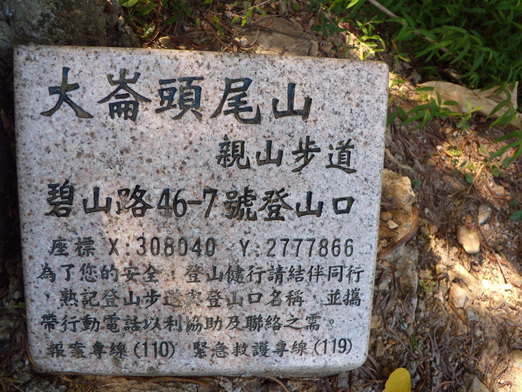 大崙頭尾山
親山步道
碧山路46-7號登山口
座標 X:308040 Y:2777866
為了您的安全，登山健行請結伴同行
，熟記登山步道與登山口名稱，並攜
帶行動電話以利協助及聯絡之需。
報案專線(110) 緊急救護專線(119)